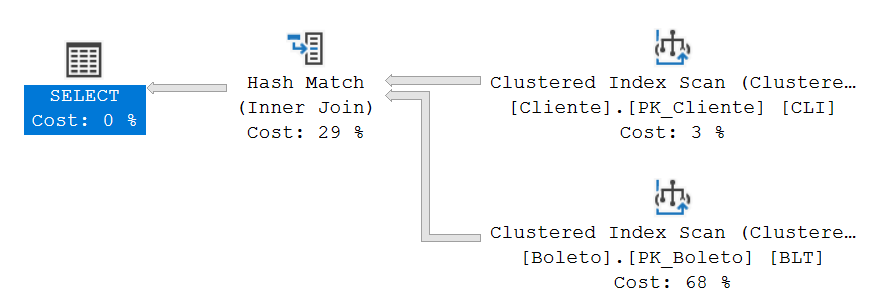 SELECT
Cost: 0 %
Hash Match
(Inner Join)
Cost: 29 %
Clustered Index Scan (Clustere…
[Cliente].[PK_Cliente] [CLI]
Cost: 3 %
Clustered Index Scan (Clustere…
[Boleto].[PK_Boleto] [BLT]
Cost: 68 %